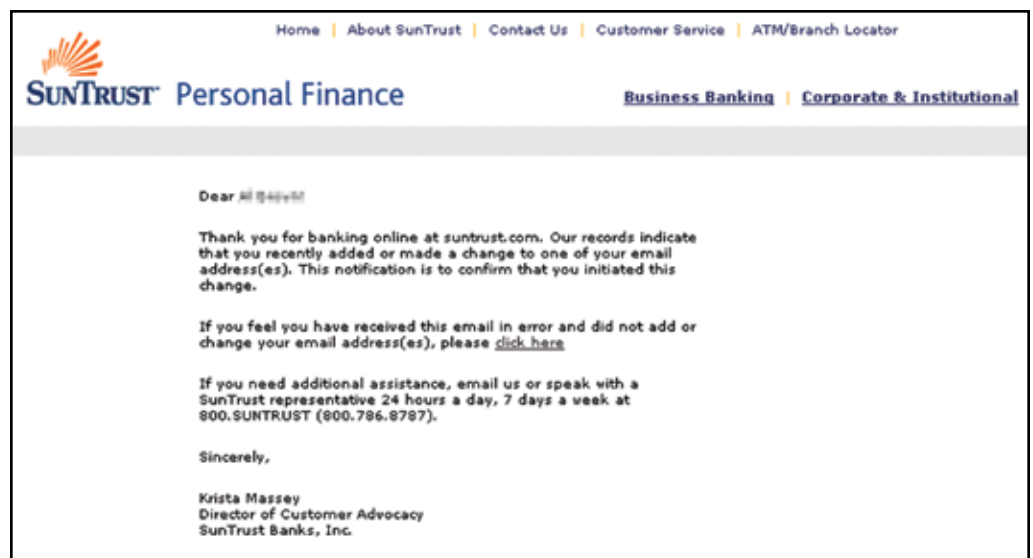 Home | About SunTrust | Contact Us | Customer Service | ATM/Branch Locator
SUNTRUST Personal Finance
Business Banking | Corporate & Institutional
Dear
Thank you for banking online at suntrust.com. Our records indicate
that you recently added or made a change to one of your email
address(es). This notification is to confirm that you initiated this
change.
If you feel you have received this email in error and did not add or
change your email address(es), please click here
If you need additional assistance, email us or speak with a
SunTrust representative 24 hours a day, 7 days a week at
800.SUNTRUST (800.786.8787).
Sincerely,
Krista Massey
Director of Customer Advocacy
SunTrust Banks, Inc.